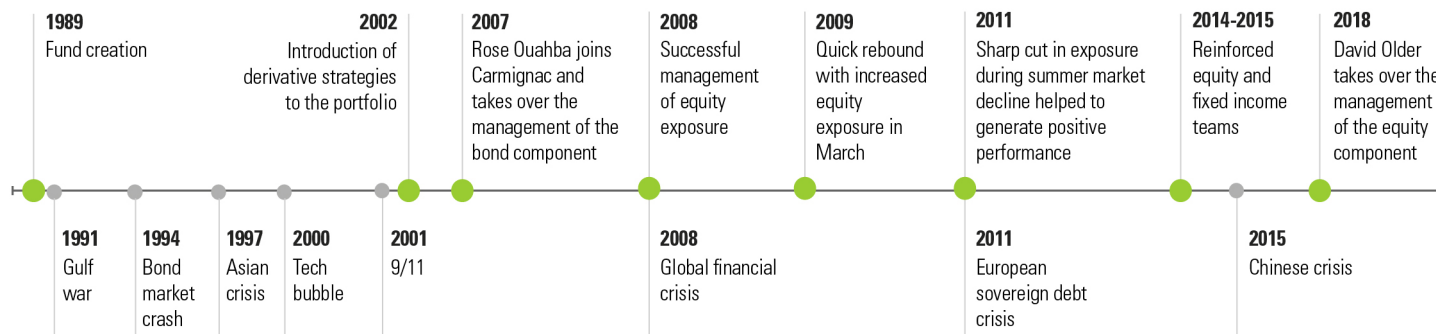 1989
Fund creation
2002
Introduction of
derivative strategies
to the portfolio
2007
Rose Ouahba joins
Carmignac and
takes over the
management of the
bond component
2008
Successful
management
of equity
exposure
2009
Quick rebound
with increased
equity
exposure in
March
2011
Sharp cut in exposure
during summer market
decline helped to
generate positive
performance
2014-2015
Reinforced
equity and
fixed income
teams
2018
David Older
takes over the
management
of the equity
component
1991
Gulf
war
1994
Bond
market
crash
1997
Asian
crisis
2000
Tech
bubble
2001
9/11
2008
Global financial
crisis
2011
European
sovereign debt
crisis
2015
Chinese crisis